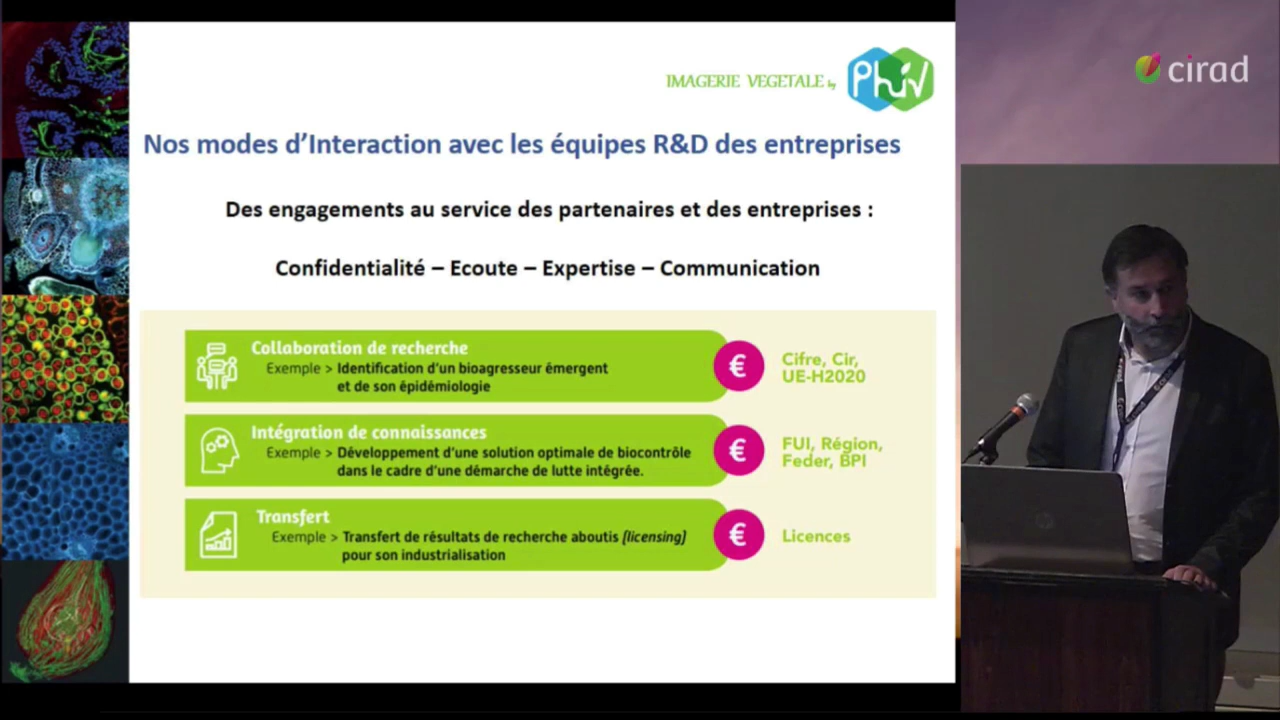 IMAGERIE VEGETALE by PHIV
cirad
Nos modes d'Interaction avec les équipes R&D des entreprises
Des engagements au service des partenaires et des entreprises :
Confidentialité – Ecoute – Expertise – Communication
Collaboration de recherche
Exemple > Identification d'un bioagresseur émergent
et de son épidémiologie
€
Cifre, Cir,
UE-H2020
Intégration de connaissances
Exemple > Développement d'une solution optimale de biocontrôle
dans le cadre d'une démarche de lutte intégrée.
€
FUI, Région,
Feder, BPI
Transfert
Exemple > Transfert de résultats de recherche aboutis (licensing)
pour son industrialisation
€
Licences